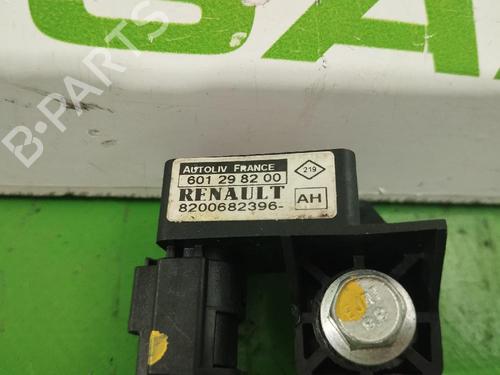 B-PARTS
AUTOLIV FRANCE
601 29 82 00
219
RENAULT
8200682396-
AH